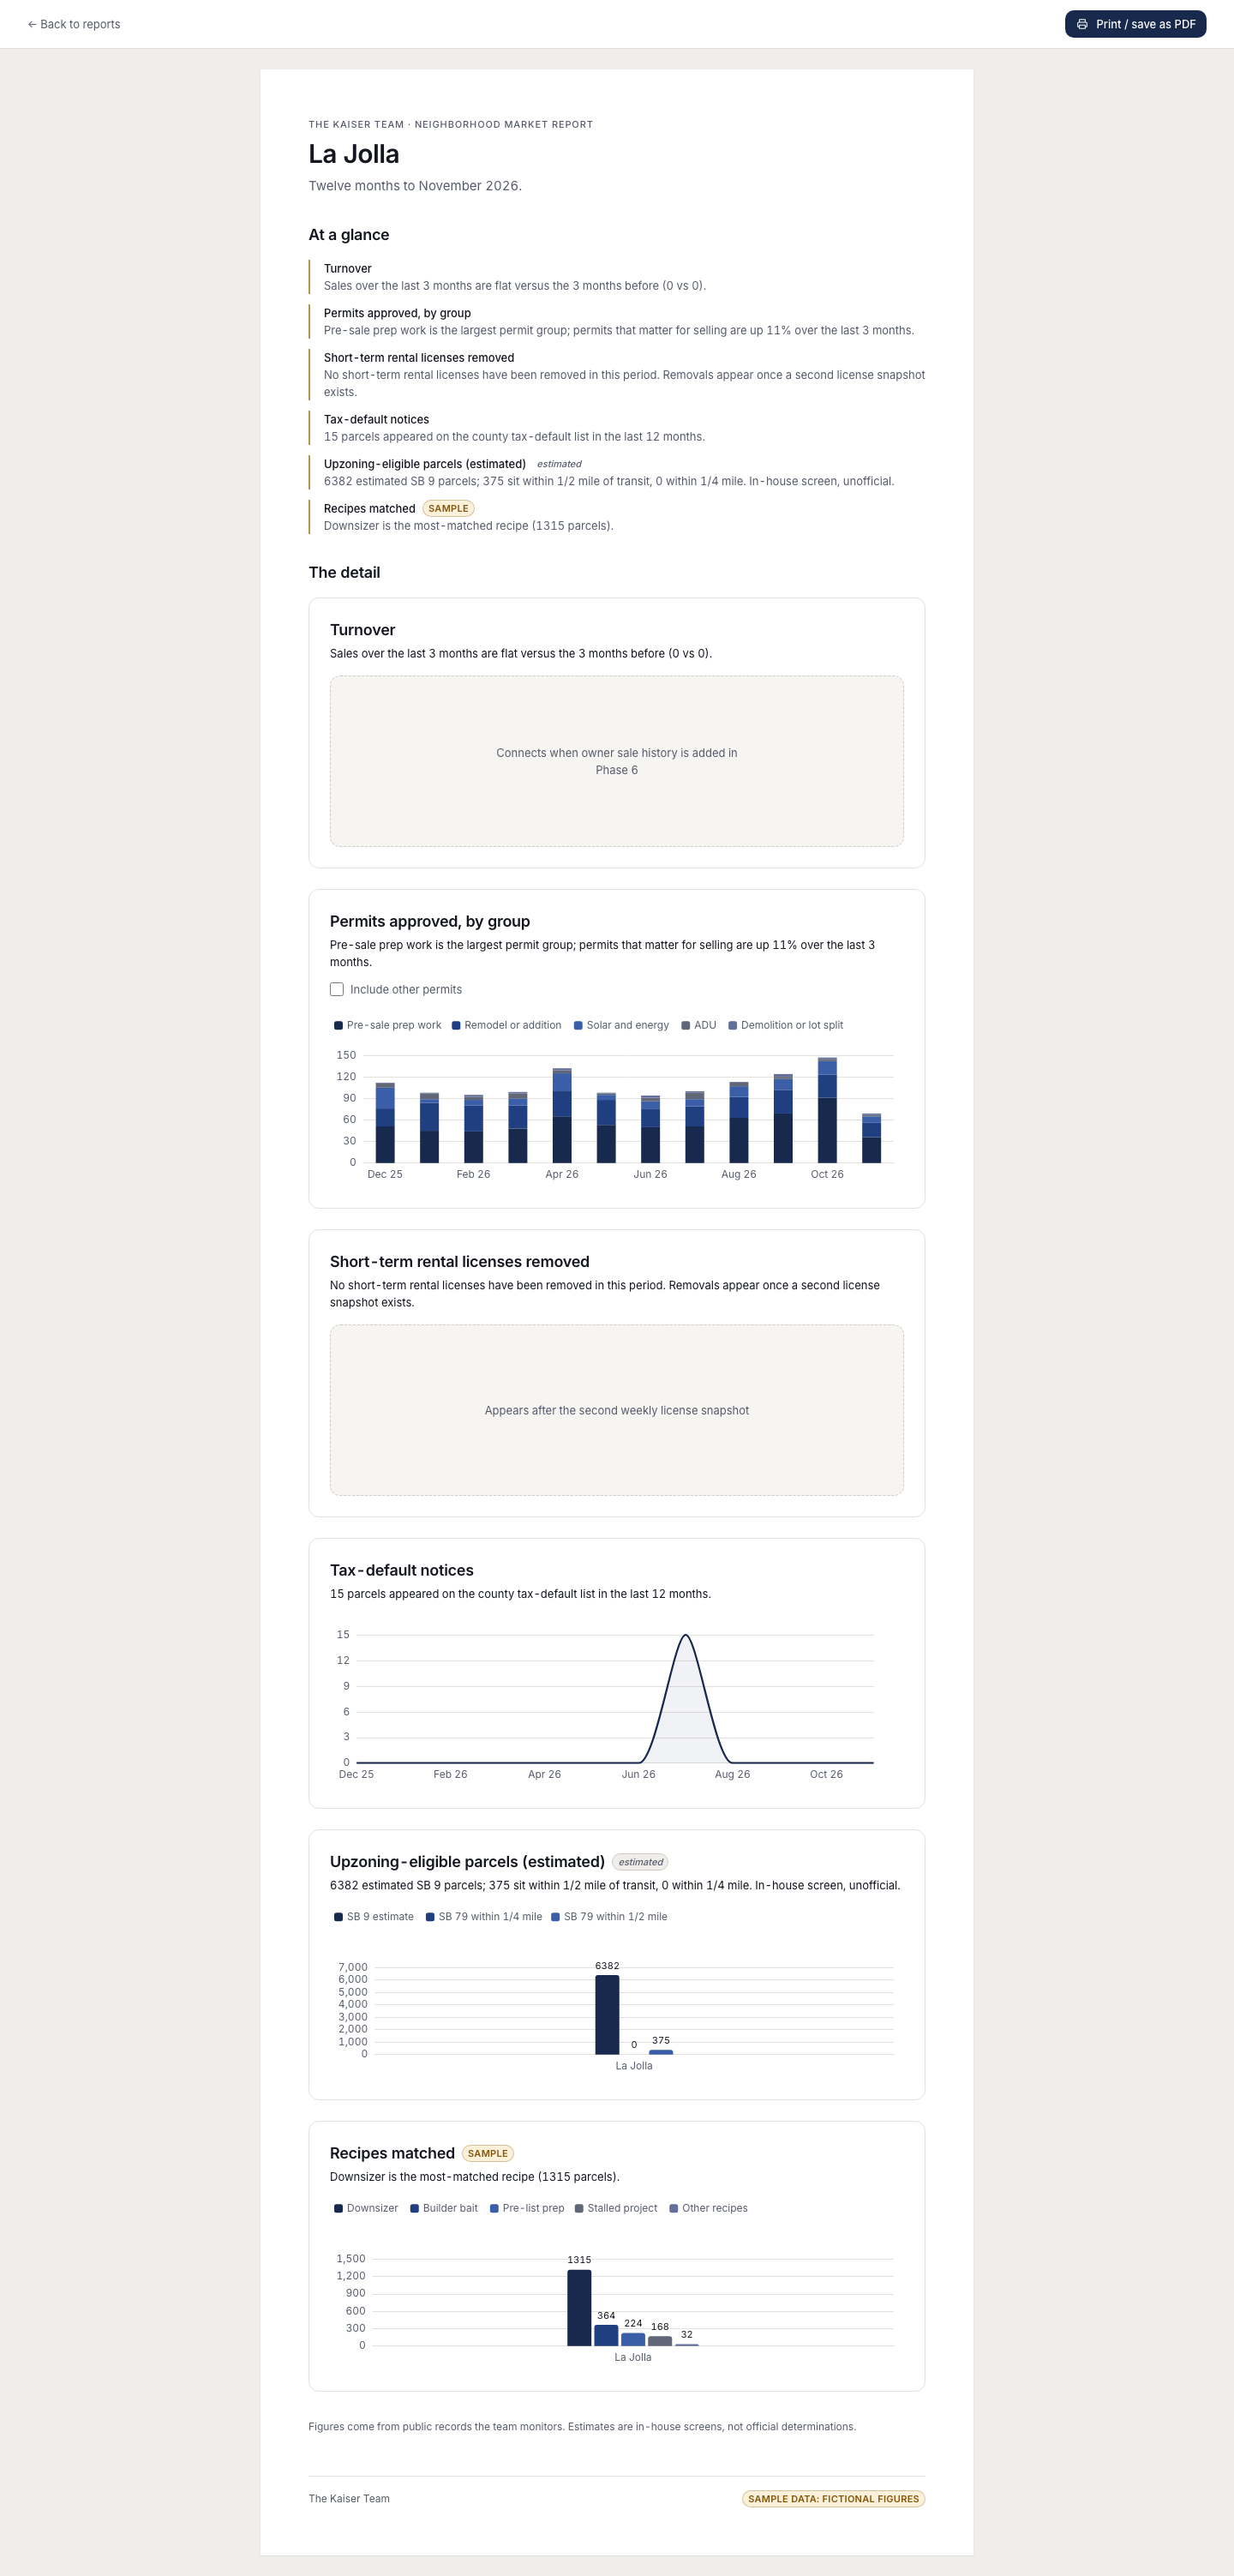 ← Back to reports
Print / save as PDF
THE KAISER TEAM · NEIGHBORHOOD MARKET REPORT
La Jolla
Twelve months to November 2026.
At a glance
Turnover
Sales over the last 3 months are flat versus the 3 months before (0 vs 0).
Permits approved, by group
Pre-sale prep work is the largest permit group; permits that matter for selling are up 11% over the last 3 months.
Short-term rental licenses removed
No short-term rental licenses have been removed in this period. Removals appear once a second license snapshot
exists.
Tax-default notices
15 parcels appeared on the county tax-default list in the last 12 months.
Upzoning-eligible parcels (estimated) estimated
6382 estimated SB 9 parcels; 375 sit within 1/2 mile of transit, 0 within 1/4 mile. In-house screen, unofficial.
Recipes matched SAMPLE
Downsizer is the most-matched recipe (1315 parcels).
The detail
Turnover
Sales over the last 3 months are flat versus the 3 months before (0 vs 0).
Connects when owner sale history is added in
Phase 6
Permits approved, by group
Pre-sale prep work is the largest permit group; permits that matter for selling are up 11% over the last 3
months.
Include other permits
Pre-sale prep work Remodel or addition Solar and energy ADU Demolition or lot split
150
120
90
60
30
0
Dec 25 Feb 26 Apr 26 Jun 26 Aug 26 Oct 26
Short-term rental licenses removed
No short-term rental licenses have been removed in this period. Removals appear once a second license
snapshot exists.
Appears after the second weekly license snapshot
Tax-default notices
15 parcels appeared on the county tax-default list in the last 12 months.
15
12
9
6
3
0
Dec 25 Feb 26 Apr 26 Jun 26 Aug 26 Oct 26
Upzoning-eligible parcels (estimated) estimated
6382 estimated SB 9 parcels; 375 sit within 1/2 mile of transit, 0 within 1/4 mile. In-house screen, unofficial.
SB 9 estimate SB 79 within 1/4 mile SB 79 within 1/2 mile
7,000
6,000
5,000
4,000
3,000
2,000
1,000
0
6382 0 375
La Jolla
Recipes matched SAMPLE
Downsizer is the most-matched recipe (1315 parcels).
Downsizer Builder bait Pre-list prep Stalled project Other recipes
1,500
1,200
900
600
300
0
1315 364 224 168 32
La Jolla
Figures come from public records the team monitors. Estimates are in-house screens, not official determinations.
The Kaiser Team
SAMPLE DATA: FICTIONAL FIGURES